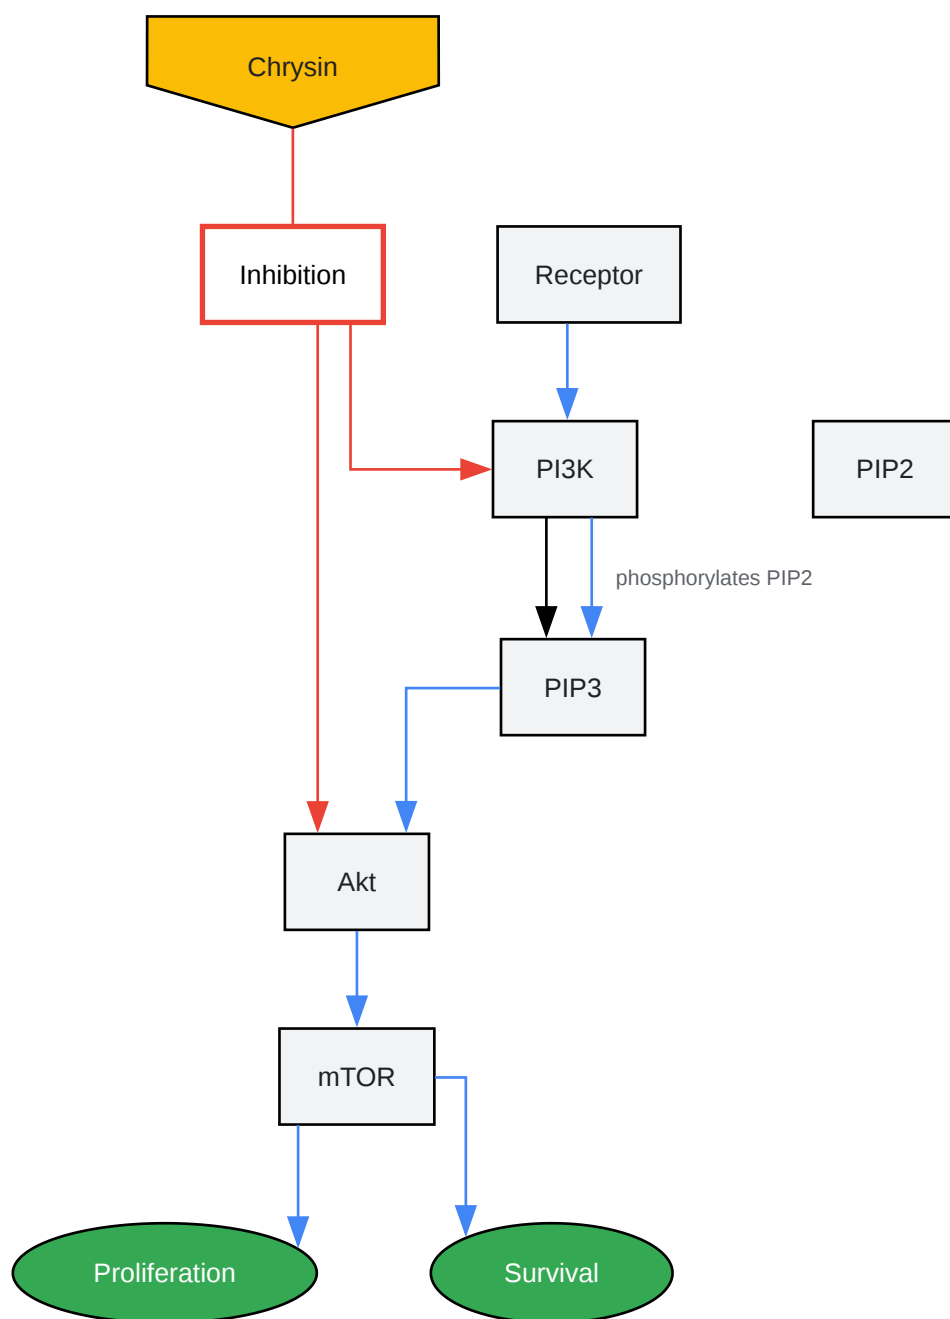 Chrysin
Inhibition
Receptor
PI3K
PIP2
phosphorylates PIP2
PIP3
Akt
mTOR
Proliferation
Survival